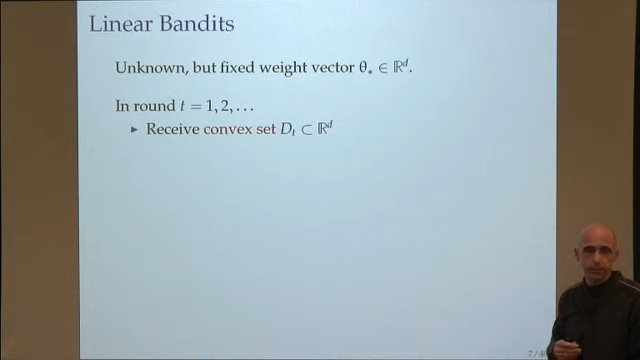 Linear Bandits
Unknown, but fixed weight vector θ∗ ∈ ℝᵈ.
In round t = 1, 2, . . .
▸ Receive convex set Dₜ ⊂ ℝᵈ